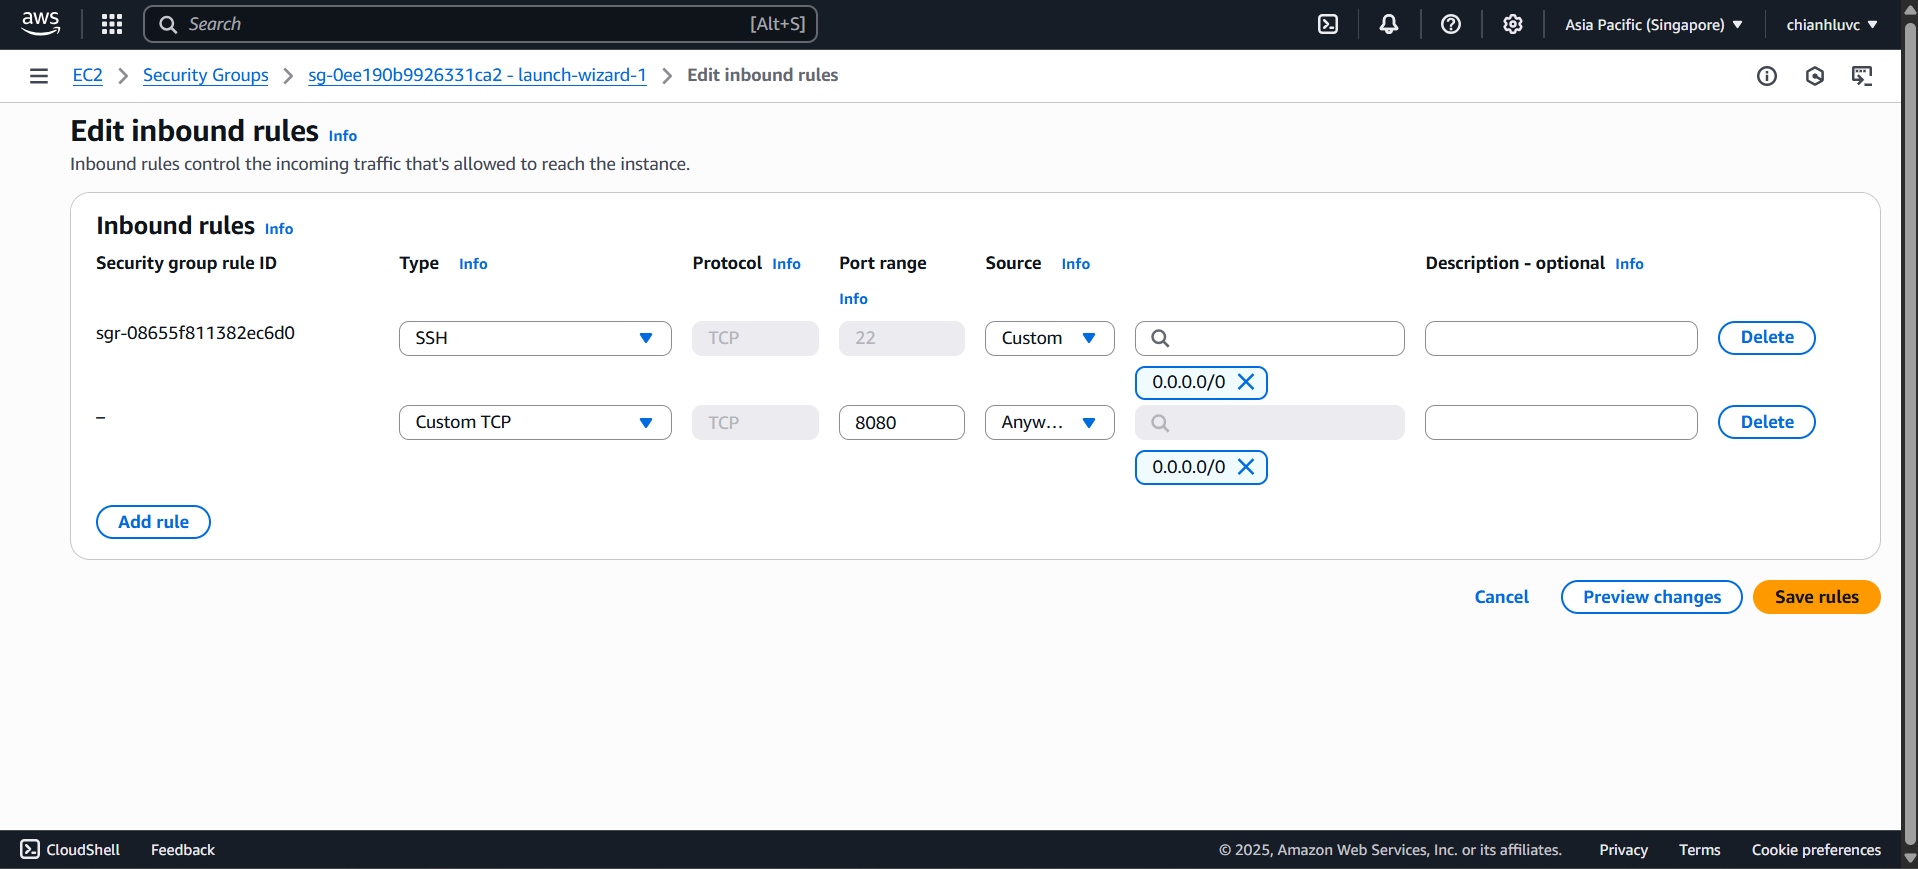 aws
Search [Alt+S]
Asia Pacific (Singapore) chianhluvc
EC2 Security Groups sg-0ee190b9926331ca2 - launch-wizard-1 Edit inbound rules
Edit inbound rules Info
Inbound rules control the incoming traffic that's allowed to reach the instance.
Inbound rules Info
Security group rule ID Type Info Protocol Info Port range Info Source Info Description - optional Info
sgr-08655f811382ec6d0 SSH TCP 22 Custom Delete
0.0.0.0/0
– Custom TCP TCP 8080 Anyw... Delete
0.0.0.0/0
Add rule
Cancel Preview changes Save rules
CloudShell Feedback © 2025, Amazon Web Services, Inc. or its affiliates. Privacy Terms Cookie preferences